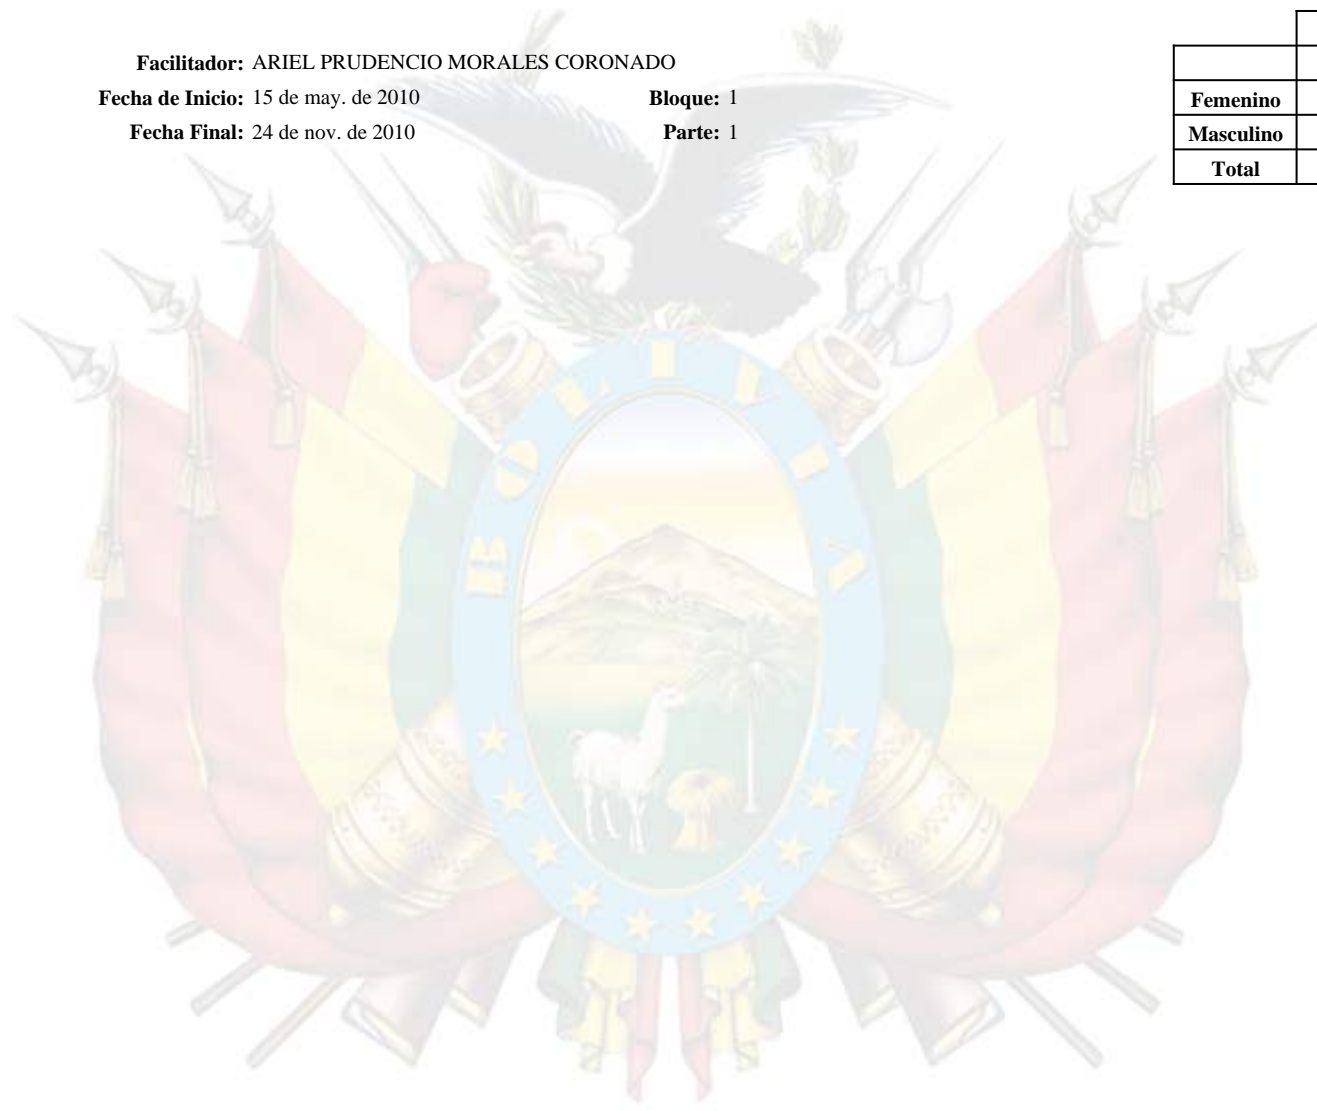 Facilitador: ARIEL PRUDENCIO MORALES CORONADO
Fecha de Inicio: 15 de may. de 2010 Bloque: 1
Fecha Final: 24 de nov. de 2010 Parte: 1
Femenino
Masculino
Total
BOLIVIA